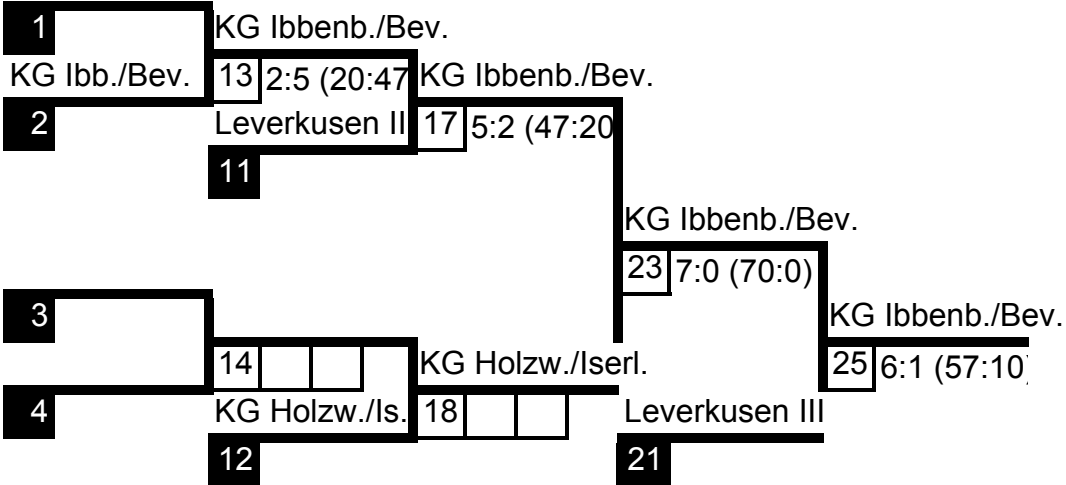 1
KG Ibbenb./Bev.
KG Ibb./Bev.
13 2:5 (20:47
KG Ibbenb./Bev.
2
Leverkusen II
17 5:2 (47:20
11
KG Ibbenb./Bev.
23 7:0 (70:0)
3
KG Ibbenb./Bev.
14
KG Holzw./Iserl.
25 6:1 (57:10)
4
KG Holzw./Is.
18
Leverkusen III
12
21